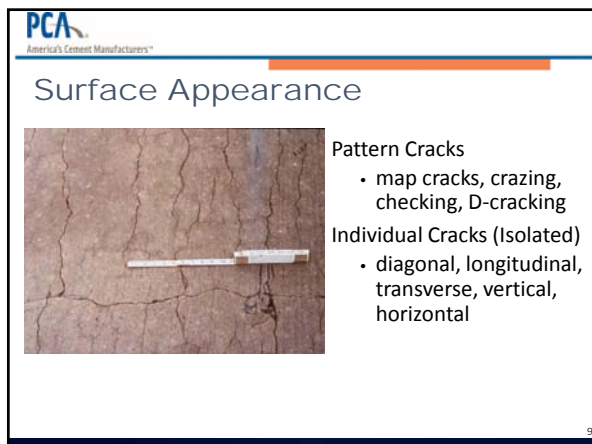 PCA
America's Cement Manufacturers™
Surface Appearance
Pattern Cracks
• map cracks, crazing,
checking, D-cracking
Individual Cracks (Isolated)
• diagonal, longitudinal,
transverse, vertical,
horizontal
9